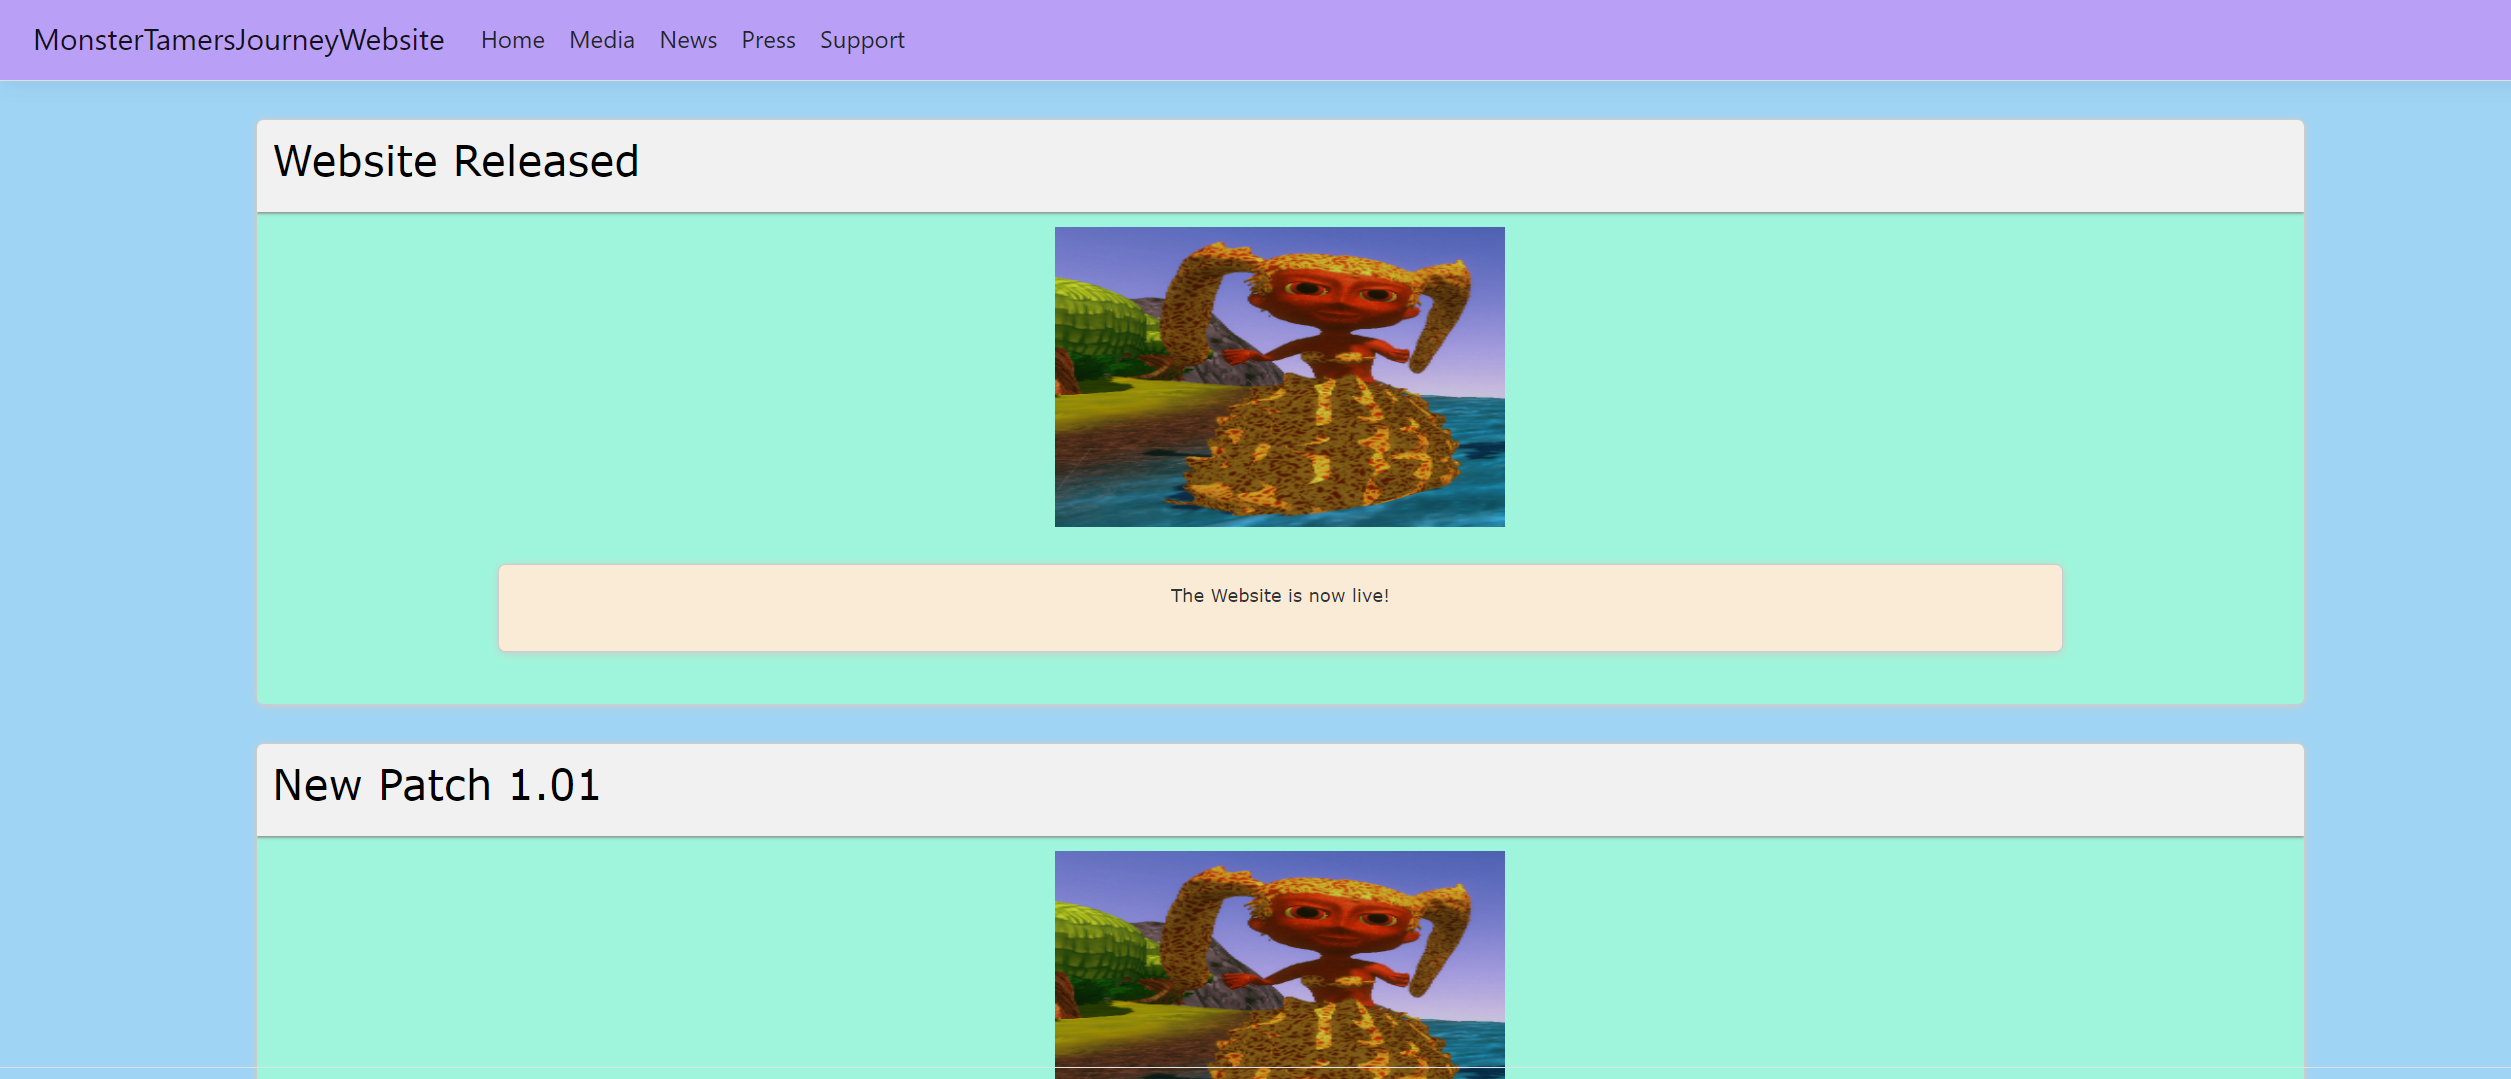 MonsterTamersJourneyWebsite Home Media News Press Support
Website Released
The Website is now live!
New Patch 1.01